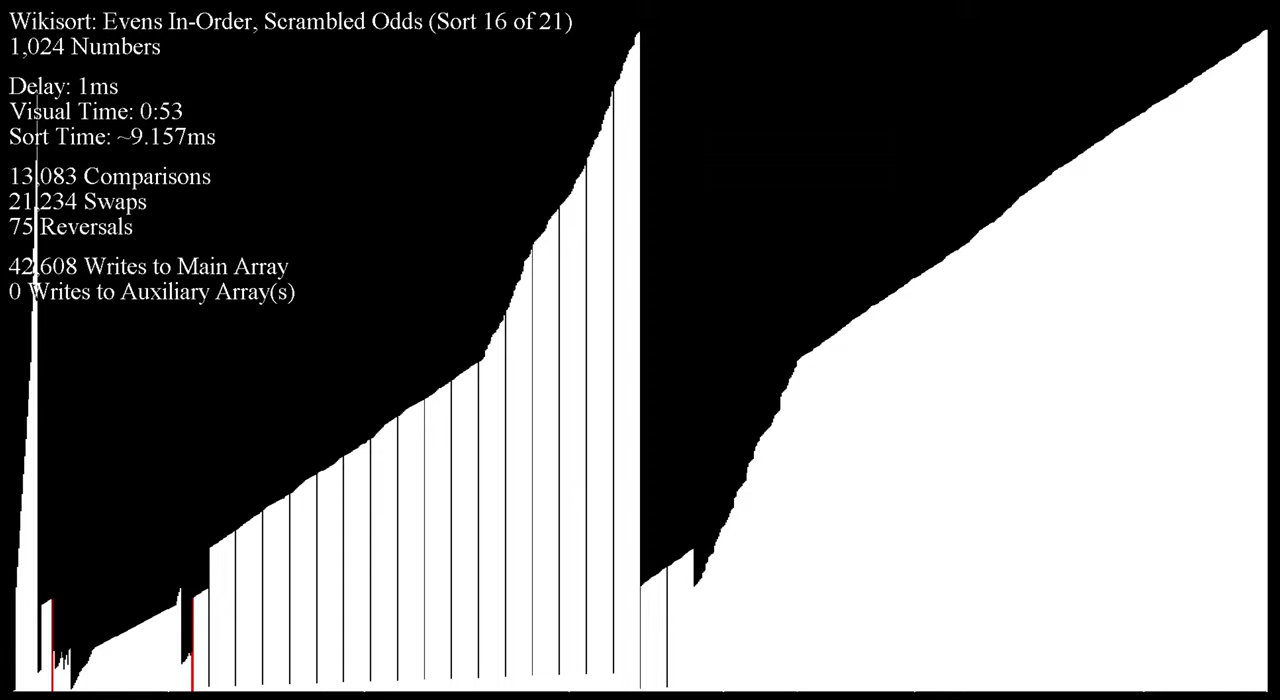 Wikisort: Evens In-Order, Scrambled Odds (Sort 16 of 21)
1,024 Numbers
Delay: 1ms
Visual Time: 0:53
Sort Time: ~9.157ms
13,083 Comparisons
21,234 Swaps
75 Reversals
42,608 Writes to Main Array
0 Writes to Auxiliary Array(s)